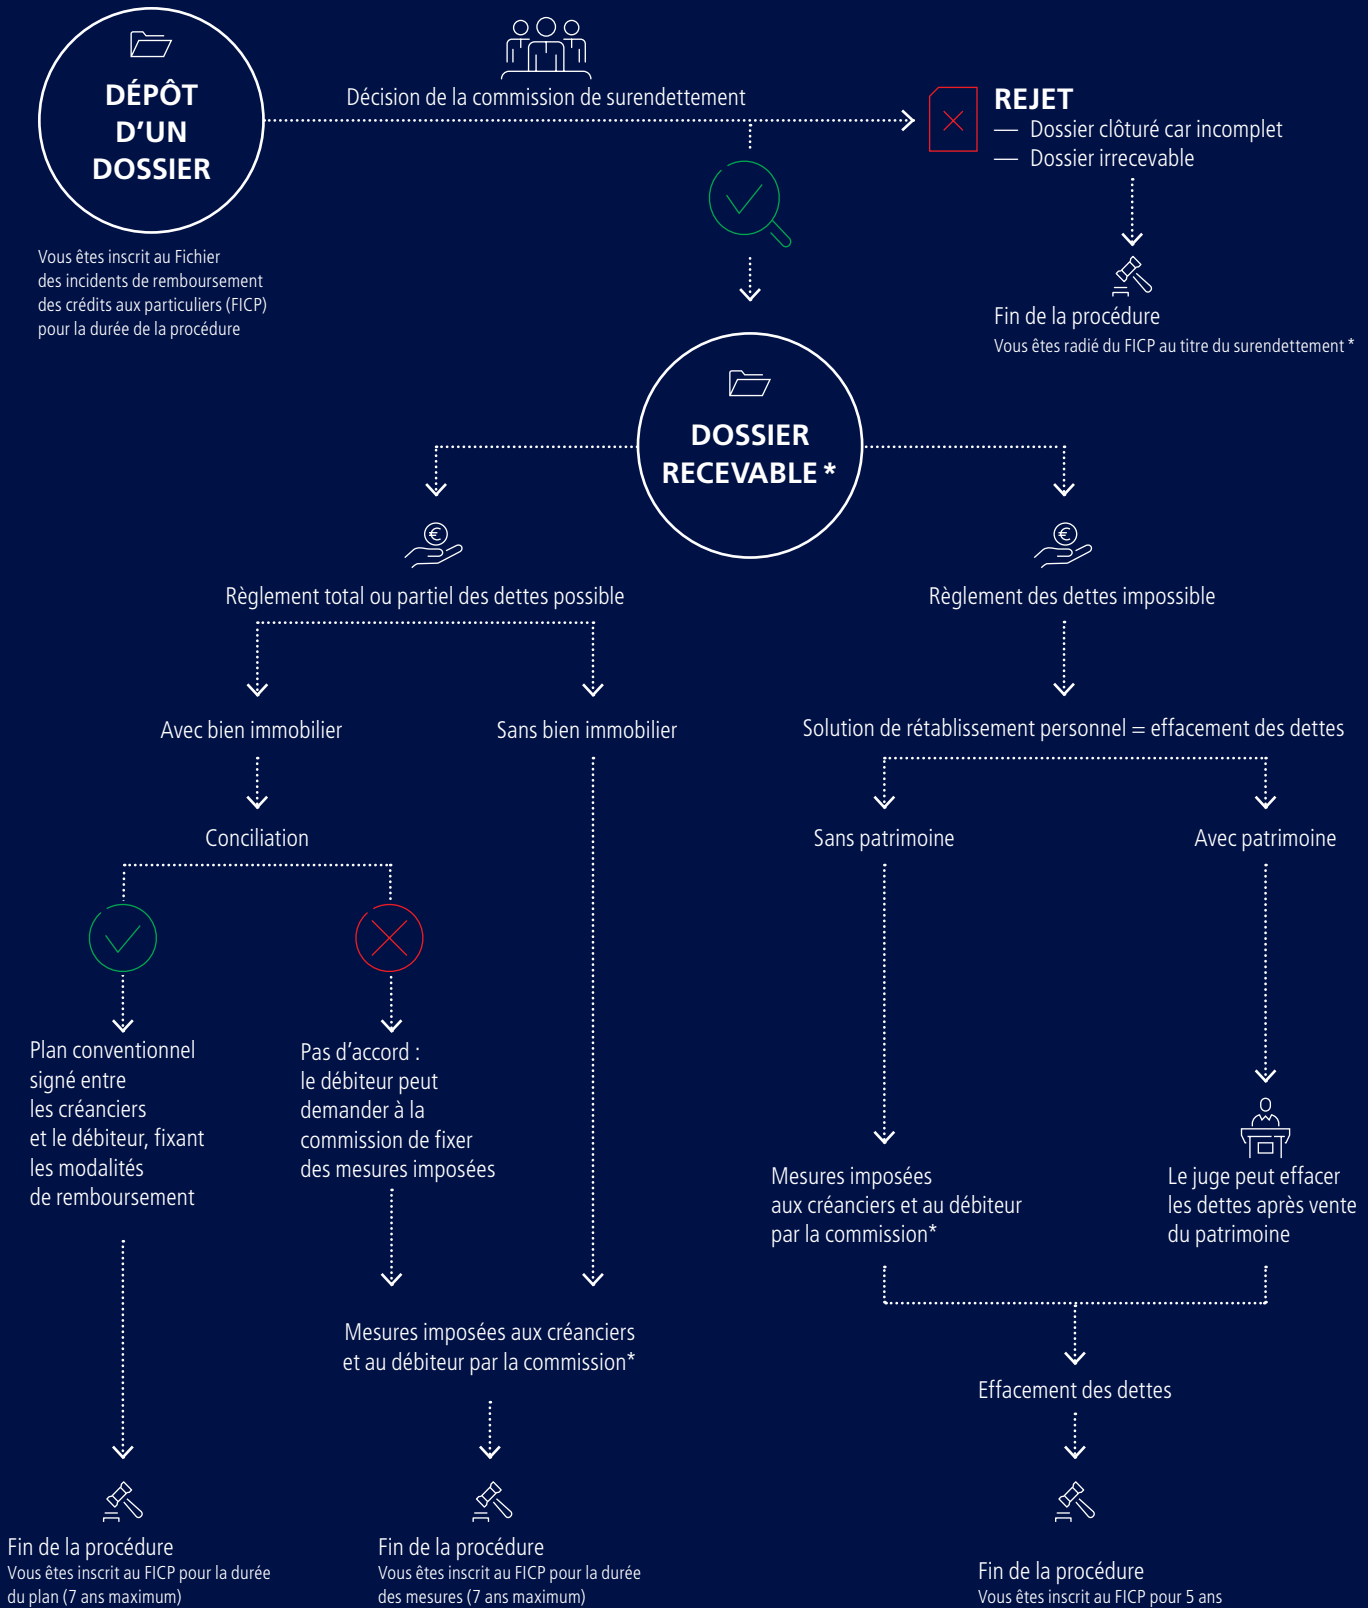 DÉPÔT
D'UN
DOSSIER
Vous êtes inscrit au Fichier
des incidents de remboursement
des crédits aux particuliers (FICP)
pour la durée de la procédure
Décision de la commission de surendettement
REJET
— Dossier clôturé car incomplet
— Dossier irrecevable
Fin de la procédure
Vous êtes radié du FICP au titre du surendettement *
DOSSIER
RECEVABLE *
€
Règlement total ou partiel des dettes possible
€
Règlement des dettes impossible
Avec bien immobilier
Sans bien immobilier
Solution de rétablissement personnel = effacement des dettes
Conciliation
Sans patrimoine
Avec patrimoine
Plan conventionnel
signé entre
les créanciers
et le débiteur, fixant
les modalités
de remboursement
Pas d'accord :
le débiteur peut
demander à la
commission de fixer
des mesures imposées
Mesures imposées
aux créanciers et au débiteur
par la commission*
Le juge peut effacer
les dettes après vente
du patrimoine
Mesures imposées aux créanciers
et au débiteur par la commission*
Effacement des dettes
Fin de la procédure
Vous êtes inscrit au FICP pour la durée
du plan (7 ans maximum)
Fin de la procédure
Vous êtes inscrit au FICP pour la durée
des mesures (7 ans maximum)
Fin de la procédure
Vous êtes inscrit au FICP pour 5 ans